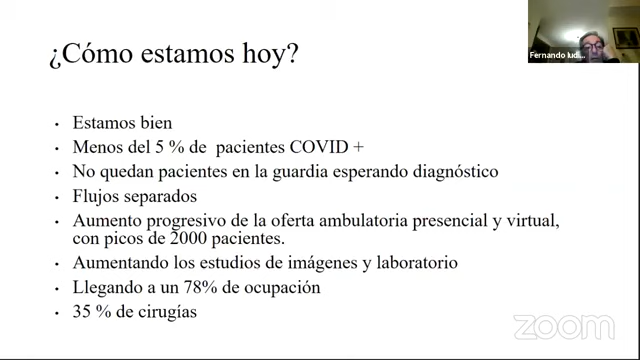 ¿Cómo estamos hoy?
Fernando Iudi...
• Estamos bien
• Menos del 5 % de pacientes COVID +
• No quedan pacientes en la guardia esperando diagnóstico
• Flujos separados
• Aumento progresivo de la oferta ambulatoria presencial y virtual,
con picos de 2000 pacientes.
• Aumentando los estudios de imágenes y laboratorio
• Llegando a un 78% de ocupación
• 35 % de cirugías
zoom